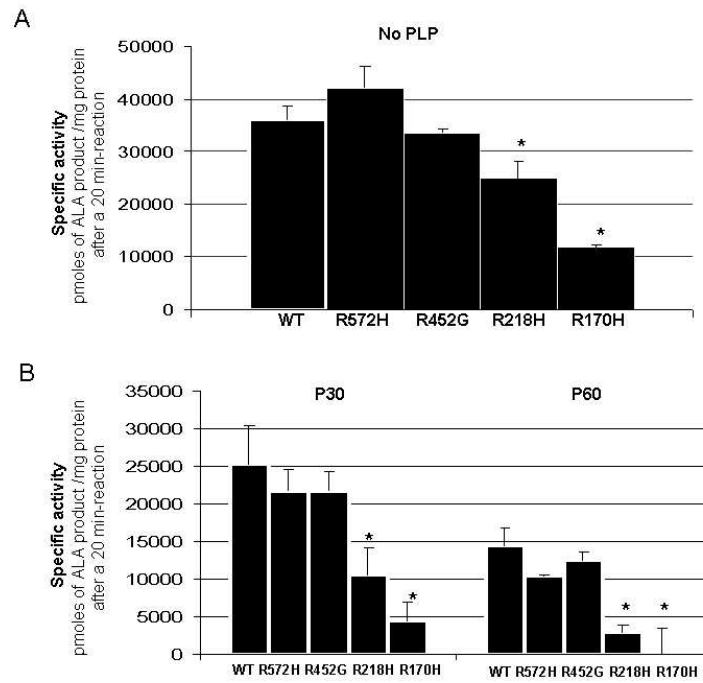 A
No PLP
Specific activity
pmoles of ALA product /mg protein
after a 20 min-reaction
50000
40000
30000
20000
10000
0
*
*
WT R572H R452G R218H R170H
B
P30 P60
Specific activity
pmoles of ALA product /mg protein
after a 20 min-reaction
35000
30000
25000
20000
15000
10000
5000
0
*
*
* *
WT R572H R452G R218H R170H WT R572H R452G R218H R170H